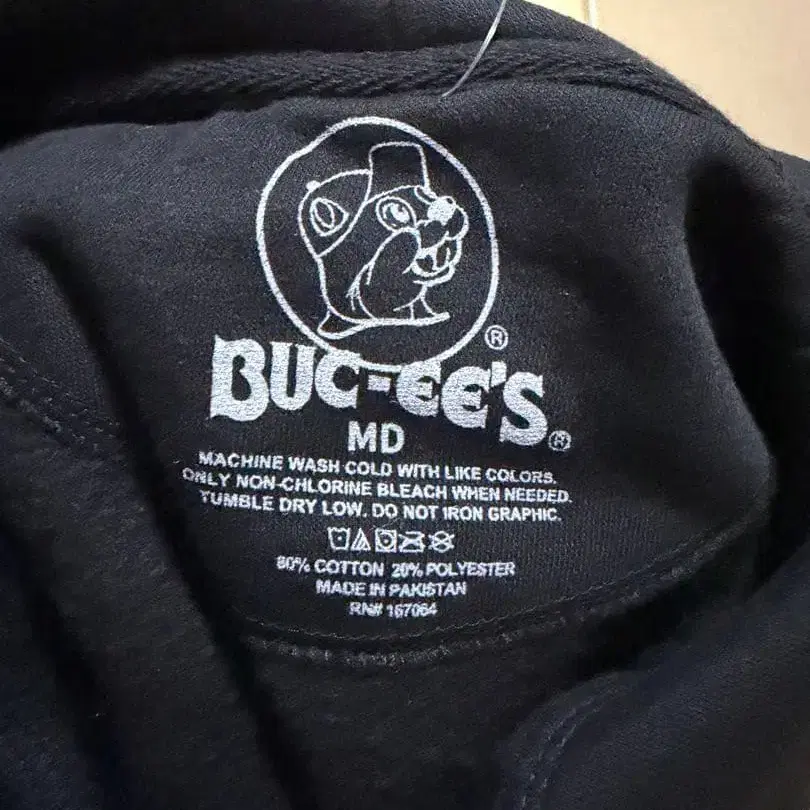 ®
BUC-EE'S®
MD
MACHINE WASH COLD WITH LIKE COLORS.
ONLY NON-CHLORINE BLEACH WHEN NEEDED.
TUMBLE DRY LOW. DO NOT IRON GRAPHIC.
80% COTTON 20% POLYESTER
MADE IN PAKISTAN
RN# 167064